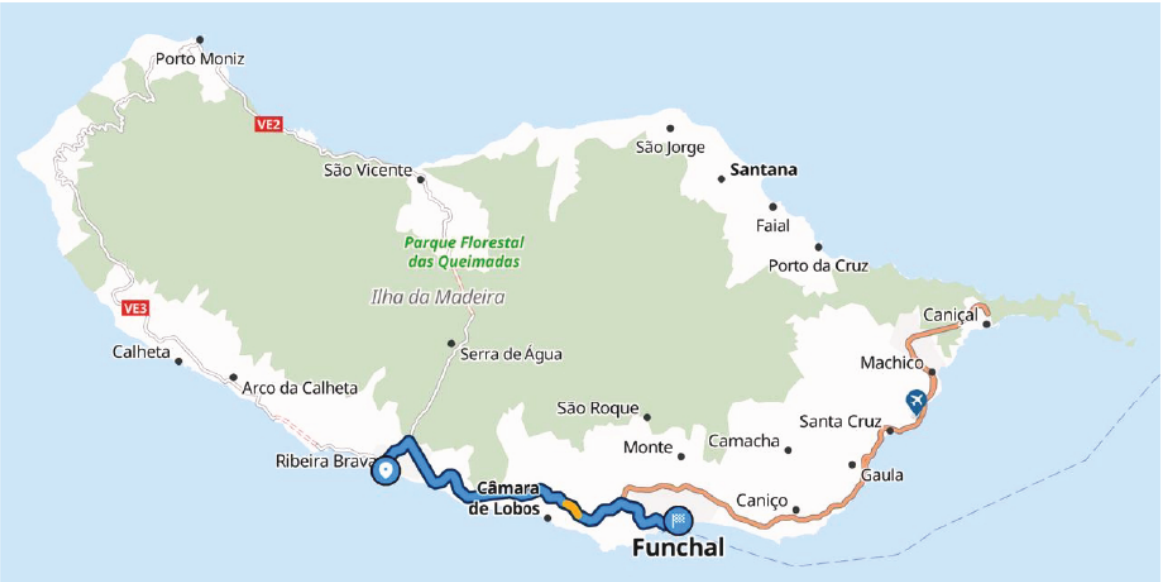 Porto Moniz
VE2
São Jorge
São Vicente
Santana
Faial
Parque Florestal
das Queimadas
Porto da Cruz
Ilha da Madeira
VE3
Caniçal
Calheta
Serra de Água
Machico
Arco da Calheta
São Roque
Santa Cruz
Monte
Camacha
Ribeira Brava
Gaula
Câmara
de Lobos
Caniço
Funchal